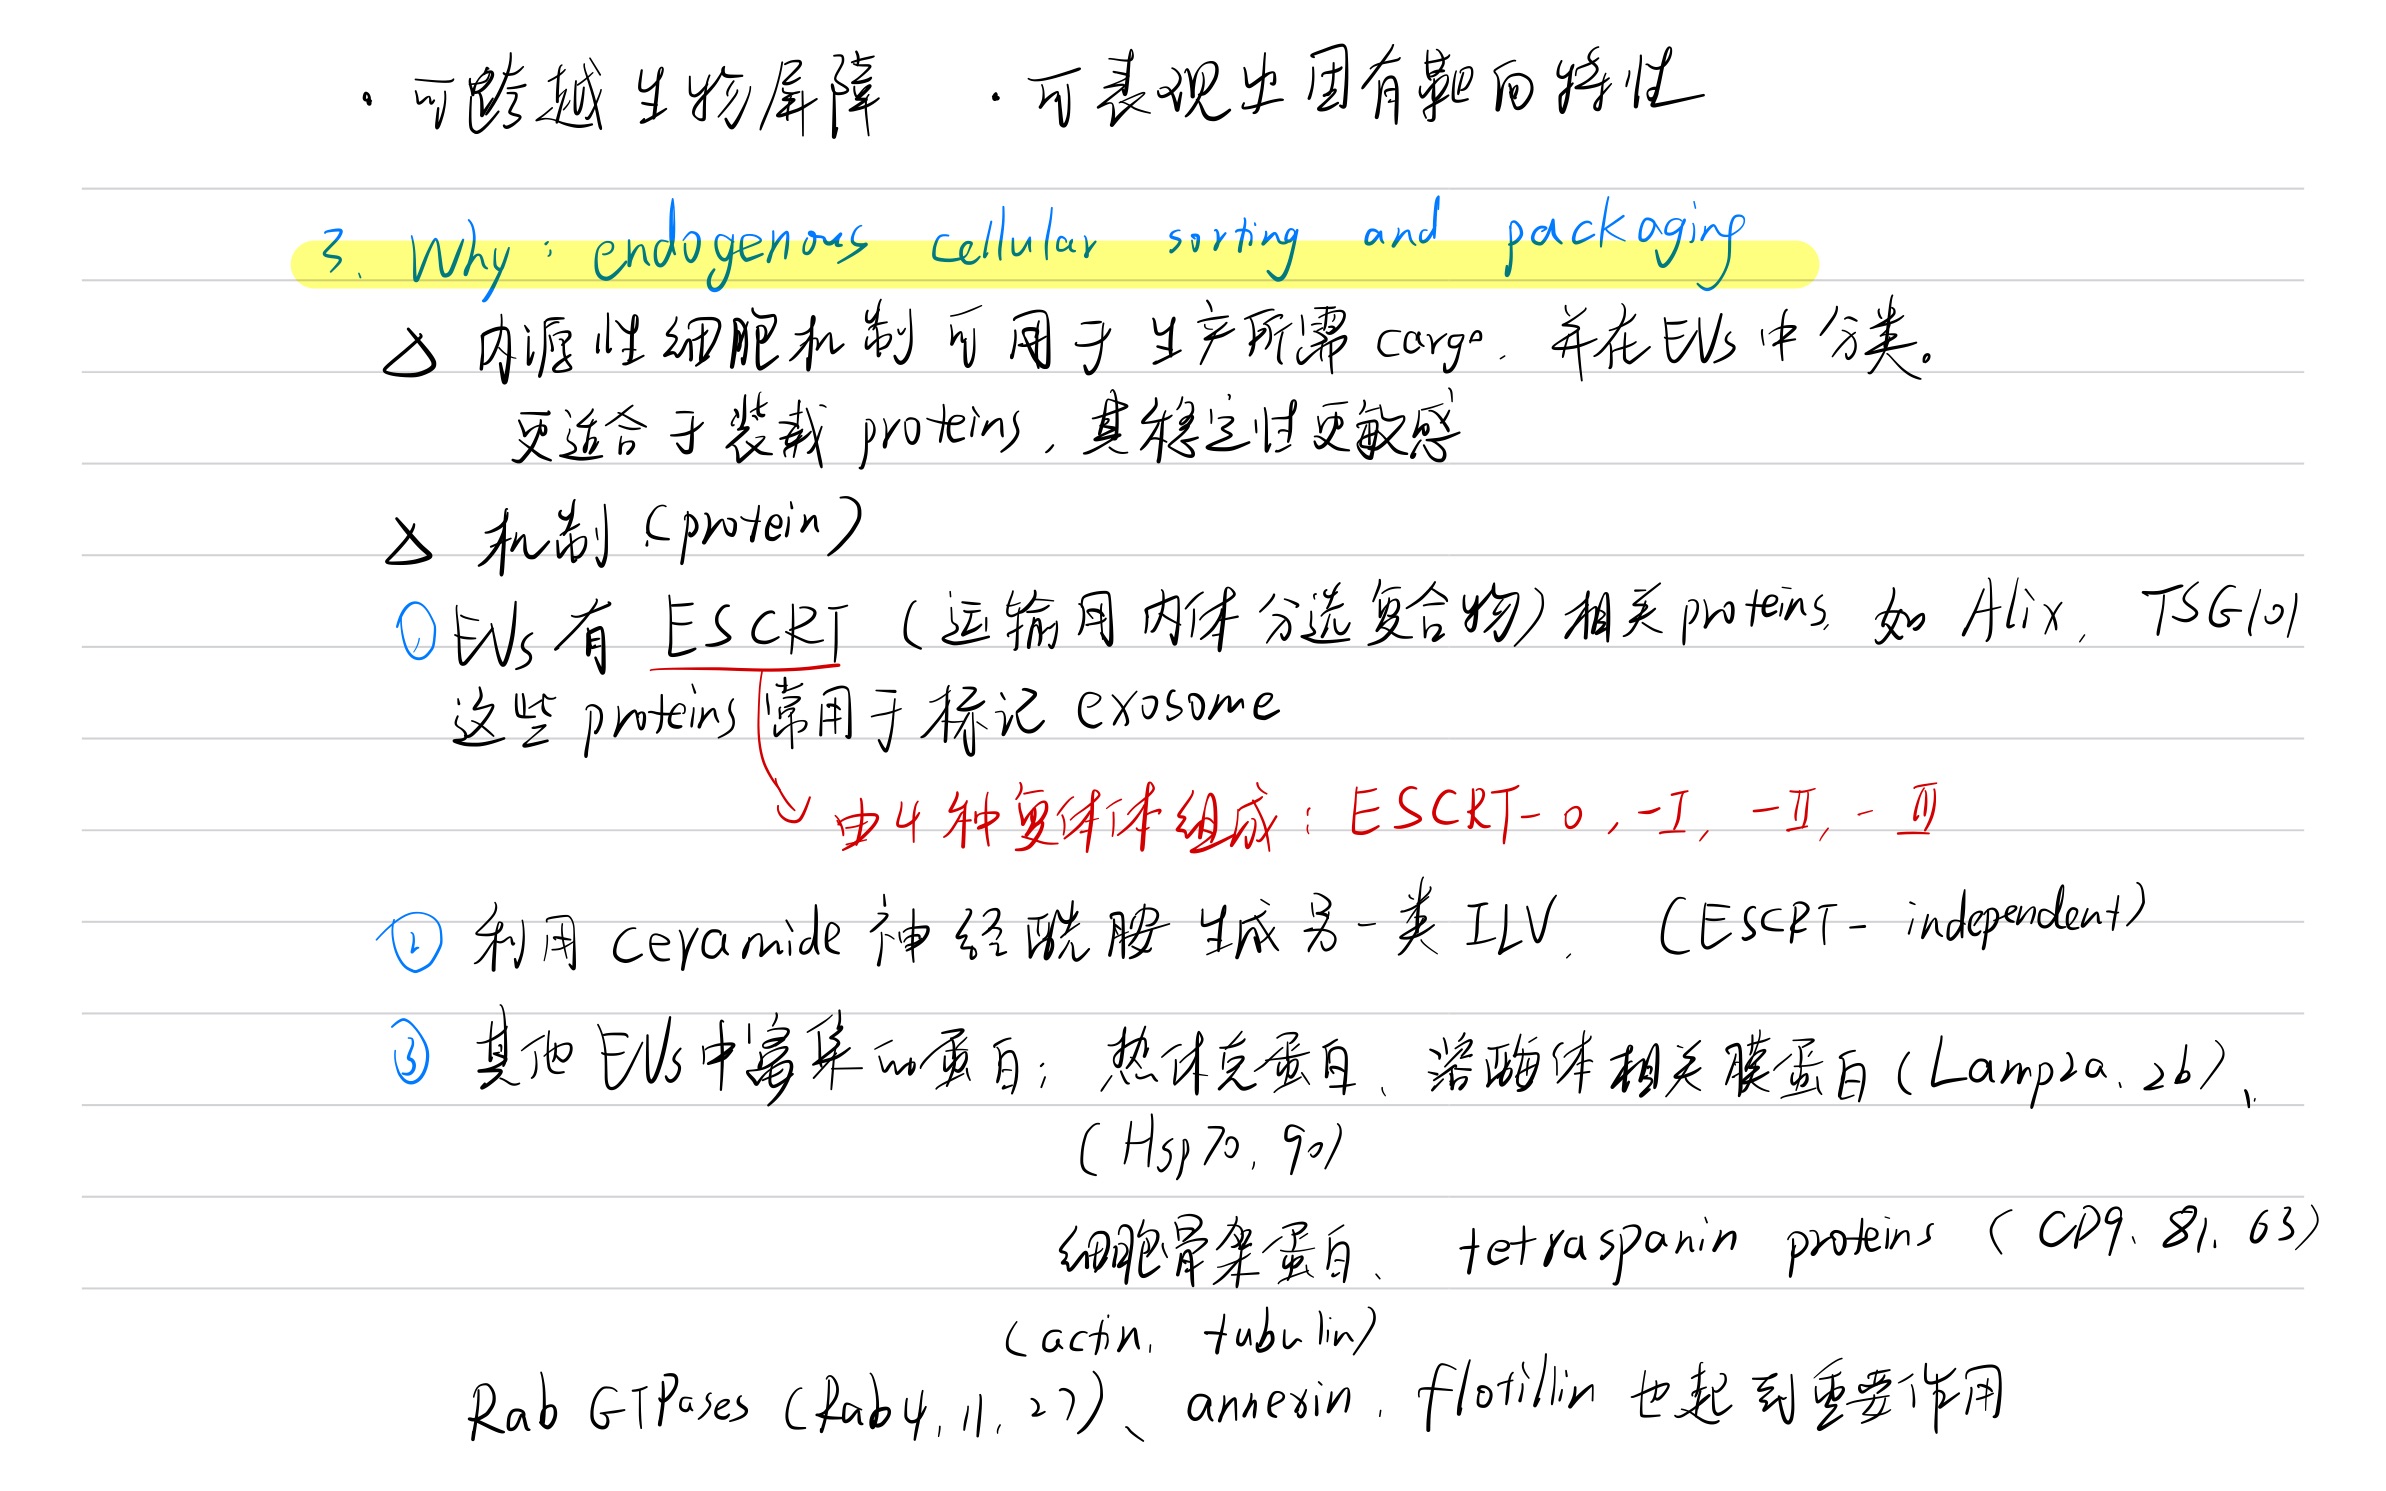 · 可跨越生物屏障 · 可表现出固有靶向特性
3. Why: endogenous cellular sorting and packaging
△ 内源性细胞机制可用于生产所需 cargo. 并在EVs中分类。
更适合于装载 proteins, 其稳定性更敏感
△ 机制 (protein)
① EVs 有 ESCRT (运输用内体分选复合物) 相关 proteins, 如 Alix, TSG101
这些 proteins 常用于标记 exosome
由4种复体体组成: ESCRT-0, -I, -II, -III
② 利用 ceramide 神经酰胺 生成另一类 ILV. (ESCRT-independent)
③ 其他 EVs 中富集的蛋白: 热休克蛋白、溶酶体相关膜蛋白 (Lamp2a、2b)、
(Hsp70, 90)
细胞骨架蛋白、 tetraspanin proteins (CD9、81、63)
(actin, tubulin)
Rab GTPases (Rab4, 11, 27)、 annexin, flotillin 也起到重要作用